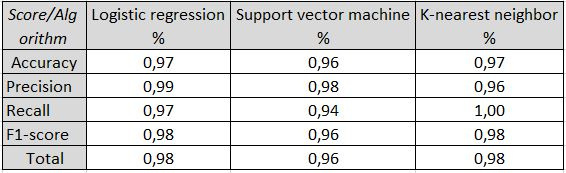 Score/Alg Logistic regression Support vector machine K-nearest neighbor
orithm % % %
Accuracy 0,97 0,96 0,97
Precision 0,99 0,98 0,96
Recall 0,97 0,94 1,00
F1-score 0,98 0,96 0,98
Total 0,98 0,96 0,98